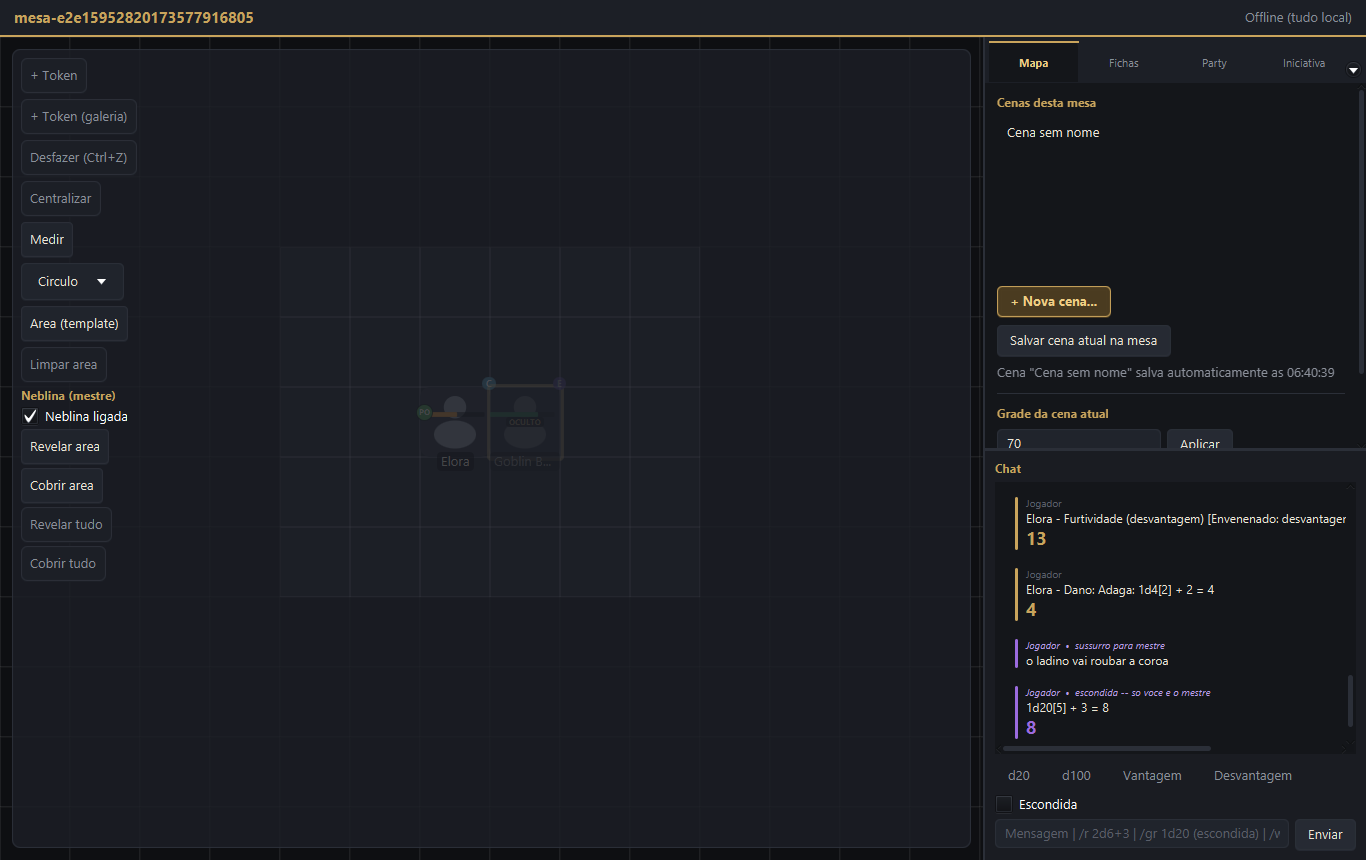 mesa-e2e15952820173577916805
Offline (tudo local)
+ Token
+ Token (galeria)
Desfazer (Ctrl+Z)
Centralizar
Medir
Circulo
Area (template)
Limpar area
Neblina (mestre)
Neblina ligada
Revelar area
Cobrir area
Revelar tudo
Cobrir tudo
PO
C
OCULTO
Elora
Goblin B...
Mapa
Fichas
Party
Iniciativa
Cenas desta mesa
Cena sem nome
+ Nova cena...
Salvar cena atual na mesa
Cena "Cena sem nome" salva automaticamente as 06:40:39
Grade da cena atual
70
Aplicar
Chat
Jogador
Elora - Furtividade (desvantagem) [Envenenado: desvantagem
13
Jogador
Elora - Dano: Adaga: 1d4[2] + 2 = 4
4
Jogador • sussurro para mestre
o ladino vai roubar a coroa
Jogador • escondida -- so voce e o mestre
1d20[5] + 3 = 8
8
d20
d100
Vantagem
Desvantagem
Escondida
Mensagem | /r 2d6+3 | /gr 1d20 (escondida) | /w
Enviar